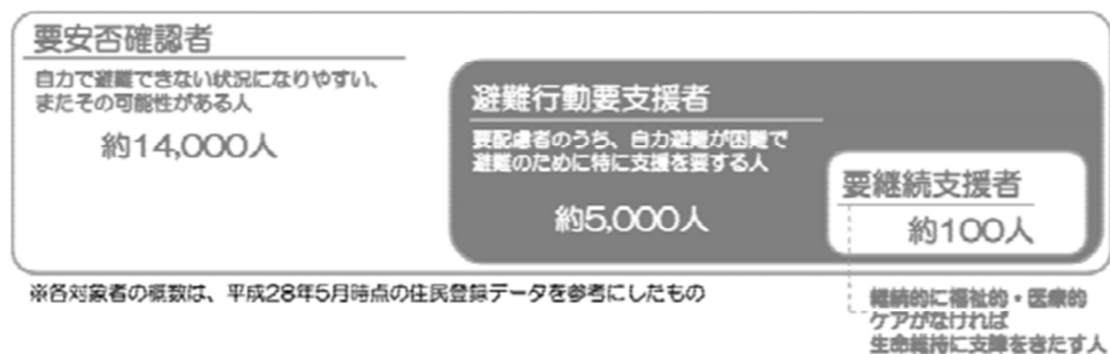 要安否確認者
自力で避難できない状況になりやすい、
またその可能性がある人
約14,000人
避難行動要支援者
要配慮者のうち、自力避難が困難で
避難のために特に支援を要する人
約5,000人
要継続支援者
約100人
継続的に福祉的・医療的
ケアがなければ
生命維持に支障をきたす人
※各対象者の概数は、平成28年5月時点の住民登録データを参考にしたもの